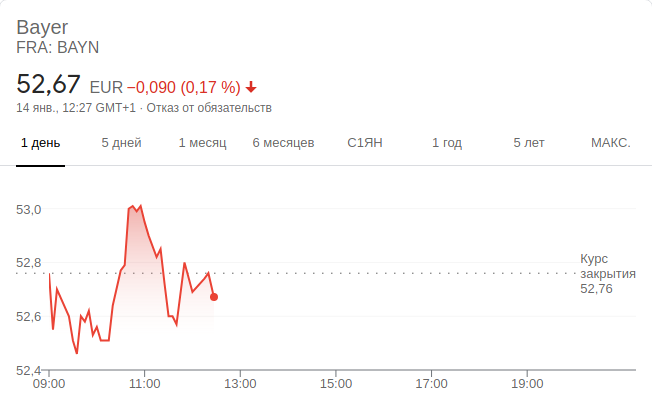 Bayer
FRA: BAYN
52,67 EUR −0,090 (0,17 %)
14 янв., 12:27 GMT+1 · Отказ от обязательств
1 день 5 дней 1 месяц 6 месяцев С1ЯН 1 год 5 лет МАКС.
53,0
52,8
52,6
52,4
Курс
закрытия
52,76
09:00 11:00 13:00 15:00 17:00 19:00